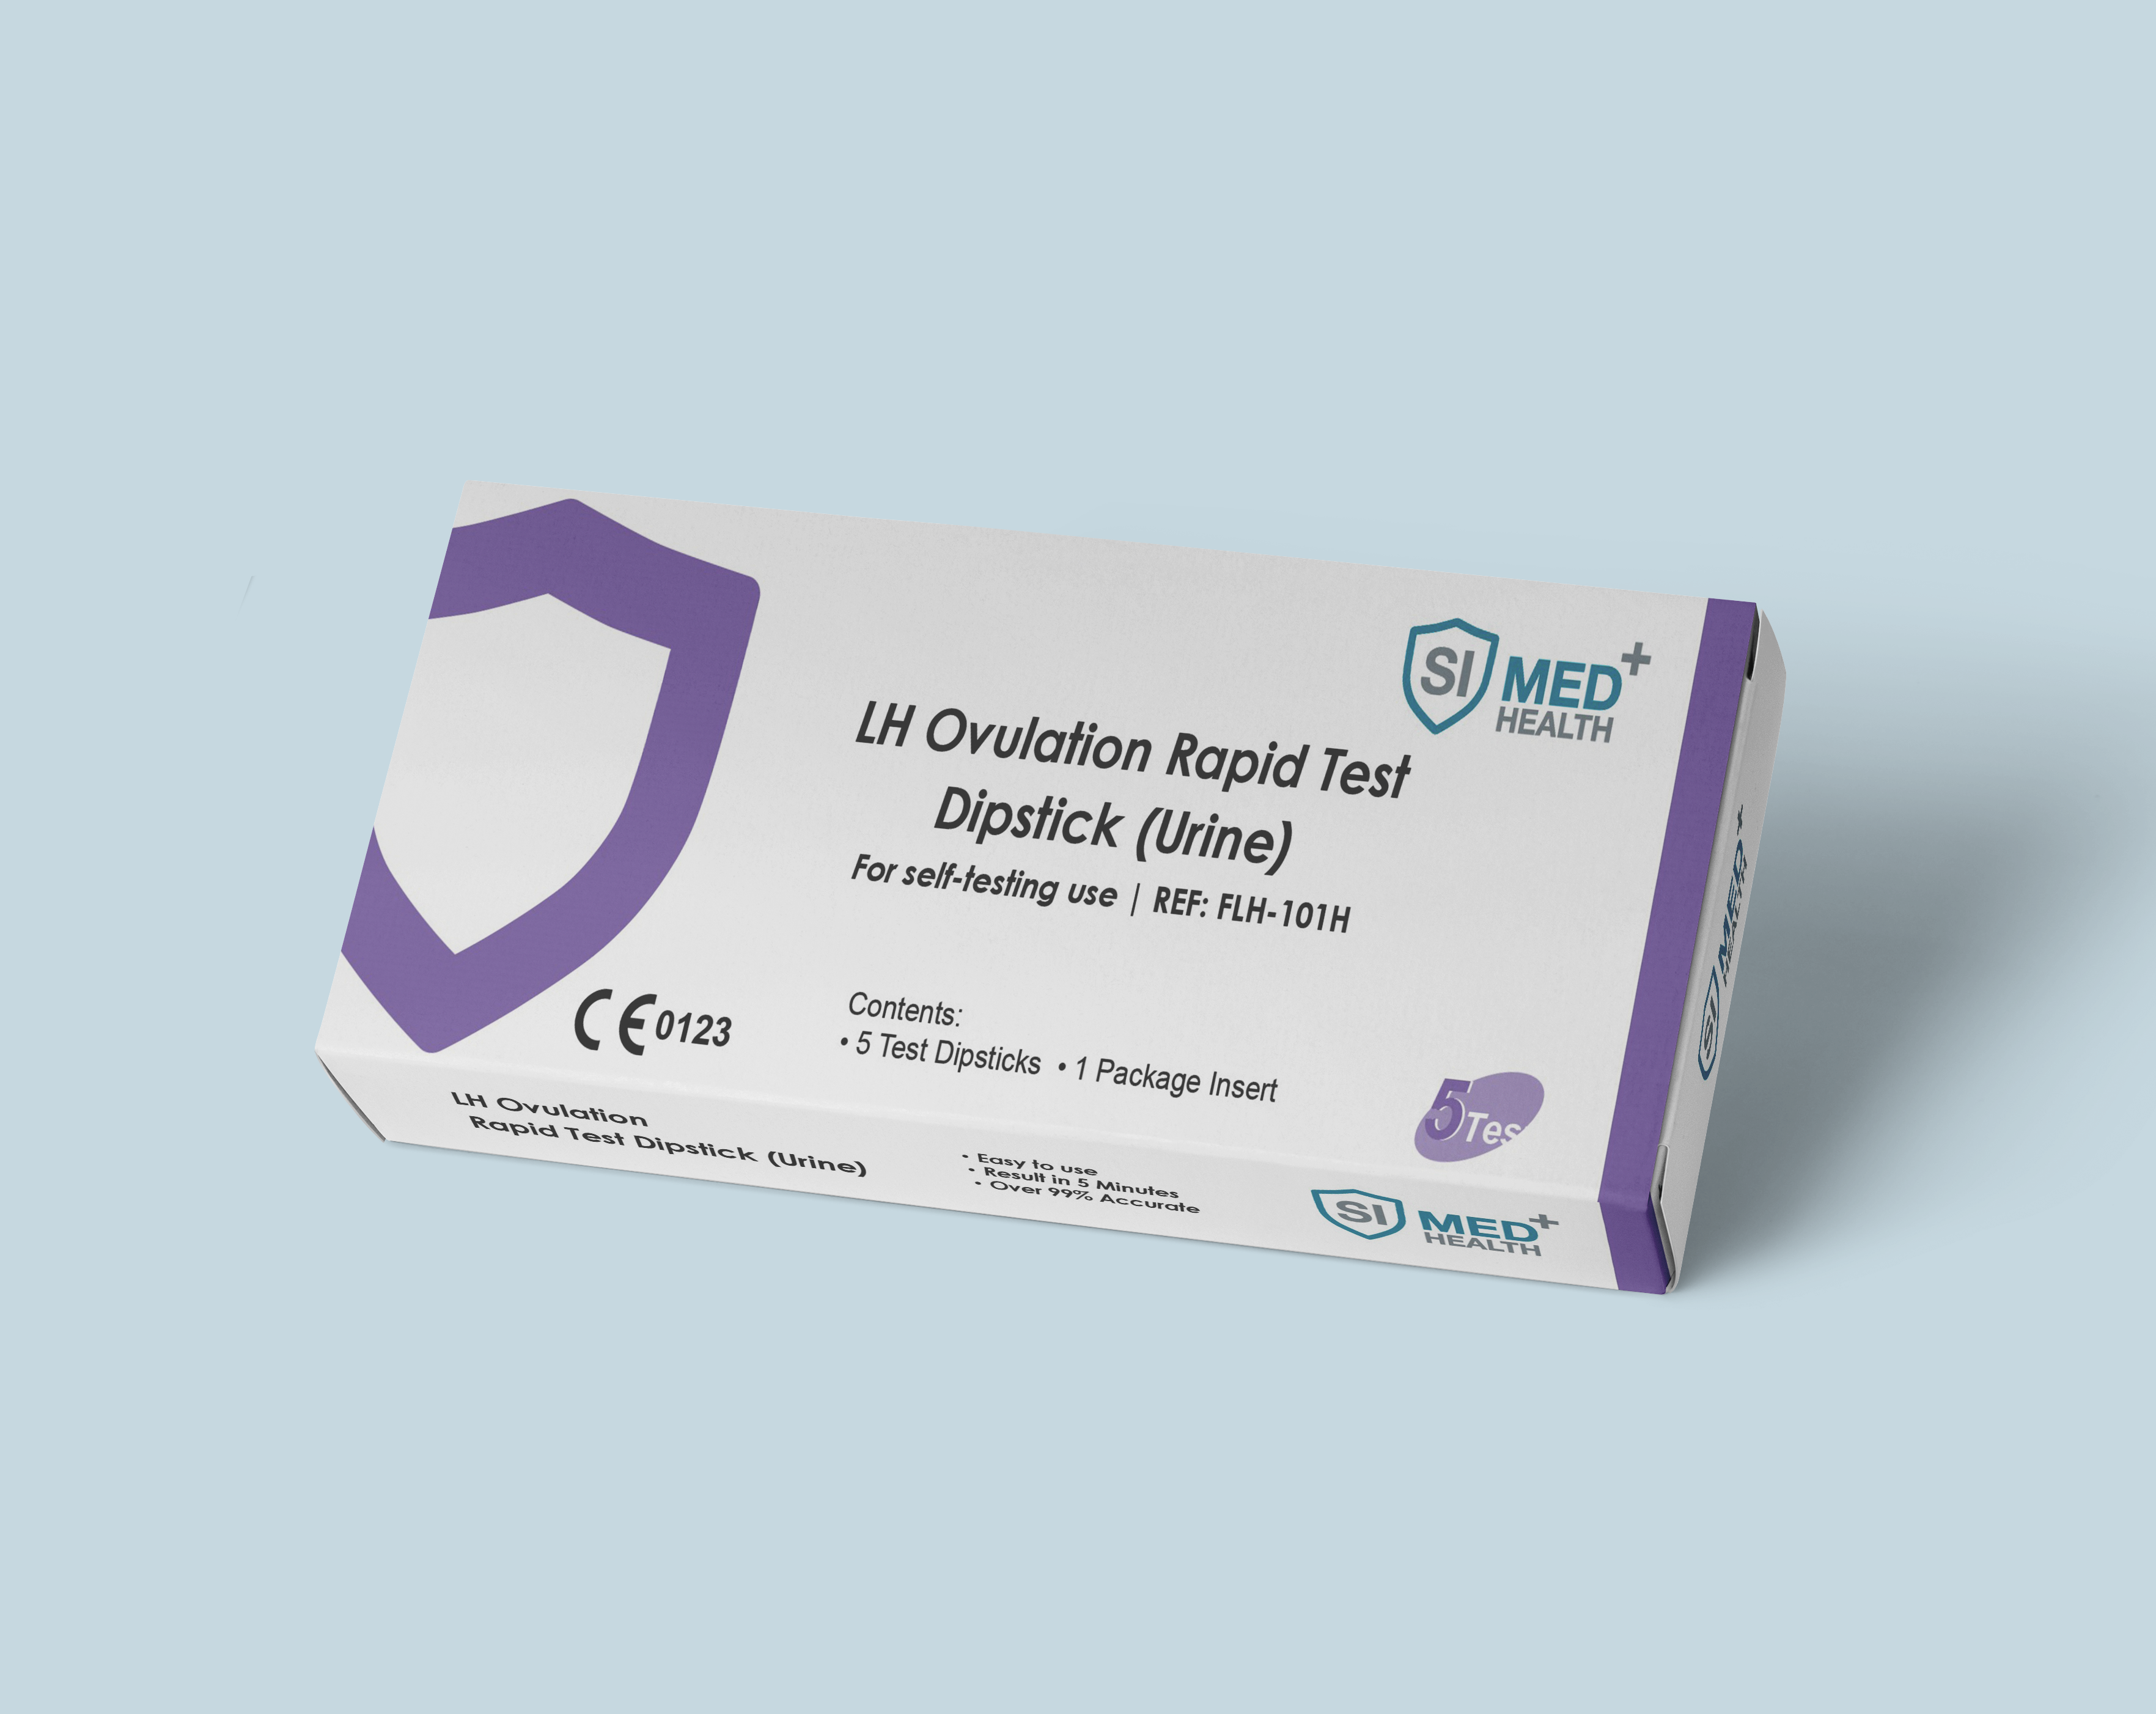 SI MED+
HEALTH
LH Ovulation Rapid Test
Dipstick (Urine)
For self-testing use | REF: FLH-101H
CE 0123
Contents:
• 5 Test Dipsticks • 1 Package Insert
5 Tes
LH Ovulation
Rapid Test Dipstick (Urine)
• Easy to use
• Result in 5 Minutes
• Over 99% Accurate
SI MED+
HEALTH
SI MED+
HEALTH